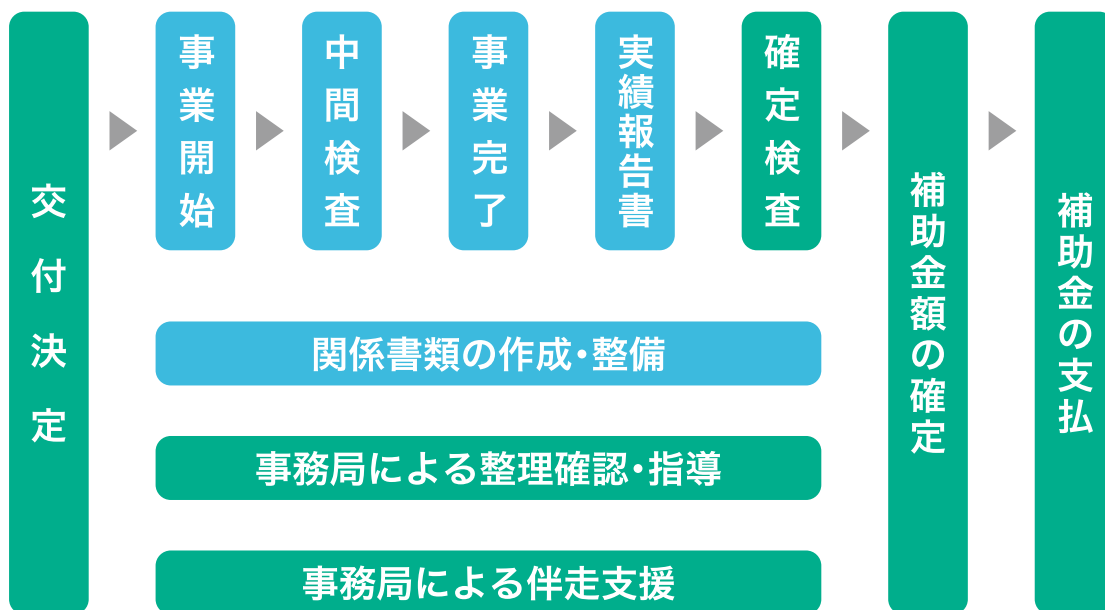 交付決定
事業開始
中間検査
事業完了
実績報告書
確定検査
関係書類の作成・整備
事務局による整理確認・指導
事務局による伴走支援
補助金額の確定
補助金の支払